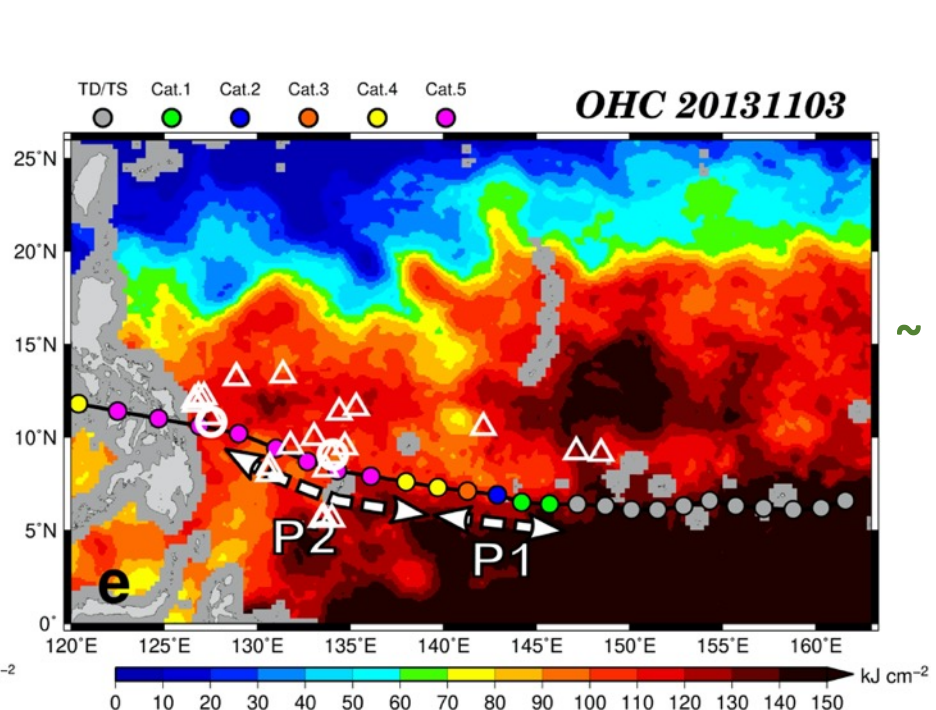 TD/TS Cat.1 Cat.2 Cat.3 Cat.4 Cat.5
OHC 20131103
25˚N
20˚N
15˚N
10˚N
5˚N
0˚
P2
P1
e
120˚E 125˚E 130˚E 135˚E 140˚E 145˚E 150˚E 155˚E 160˚E
~
−2
0 10 20 30 40 50 60 70 80 90 100 110 120 130 140 150
kJ cm−2